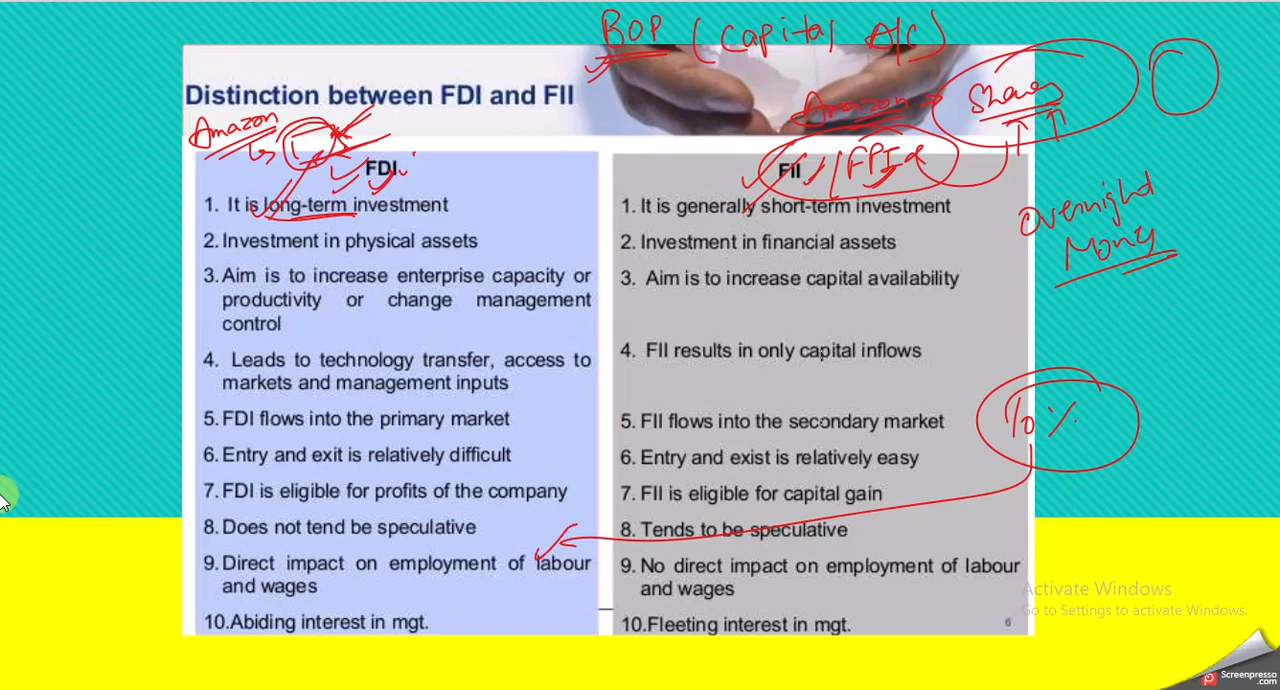 BOP (Capital A/C)
Distinction between FDI and FII
Amazon
Amazon → Shares
FDI
1. It is long-term investment
2. Investment in physical assets
3. Aim is to increase enterprise capacity or
productivity or change management
control
4. Leads to technology transfer, access to
markets and management inputs
5. FDI flows into the primary market
6. Entry and exit is relatively difficult
7. FDI is eligible for profits of the company
8. Does not tend be speculative
9. Direct impact on employment of labour
and wages
10. Abiding interest in mgt.
FII / FPI
1. It is generally short-term investment
2. Investment in financial assets
3. Aim is to increase capital availability
4. FII results in only capital inflows
5. FII flows into the secondary market
6. Entry and exist is relatively easy
7. FII is eligible for capital gain
8. Tends to be speculative
9. No direct impact on employment of labour
and wages
10. Fleeting interest in mgt.
Overnight
Mony
10%
6
Activate Windows
Go to Settings to activate Windows.
Screenpresso
.com